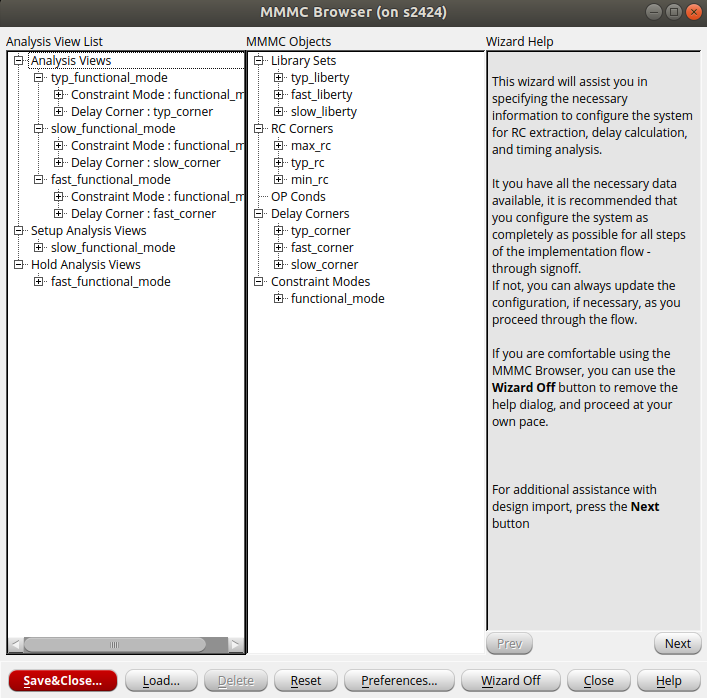 MMMC Browser (on s2424)
Analysis View List
Analysis Views
typ_functional_mode
Constraint Mode : functional_m
Delay Corner : typ_corner
slow_functional_mode
Constraint Mode : functional_m
Delay Corner : slow_corner
fast_functional_mode
Constraint Mode : functional_m
Delay Corner : fast_corner
Setup Analysis Views
slow_functional_mode
Hold Analysis Views
fast_functional_mode
MMMC Objects
Library Sets
typ_liberty
fast_liberty
slow_liberty
RC Corners
max_rc
typ_rc
min_rc
OP Conds
Delay Corners
typ_corner
fast_corner
slow_corner
Constraint Modes
functional_mode
Wizard Help
This wizard will assist you in
specifying the necessary
information to configure the system
for RC extraction, delay calculation,
and timing analysis.
It you have all the necessary data
available, it is recommended that
you configure the system as
completely as possible for all steps
of the implementation flow -
through signoff.
If not, you can always update the
configuration, if necessary, as you
proceed through the flow.
If you are comfortable using the
MMMC Browser, you can use the
Wizard Off button to remove the
help dialog, and proceed at your
own pace.
For additional assistance with
design import, press the Next
button
Prev
Next
Save&Close...
Load...
Delete
Reset
Preferences...
Wizard Off
Close
Help